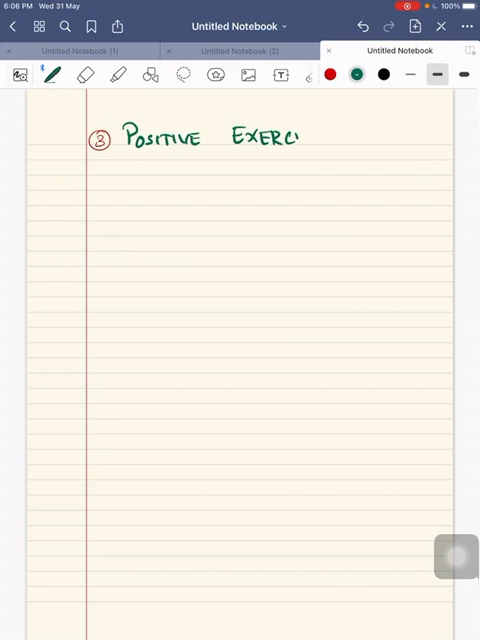 6:06 PM Wed 31 May 100%
Untitled Notebook
Untitled Notebook (1) Untitled Notebook (2) Untitled Notebook
T
3 POSITIVE EXERCI